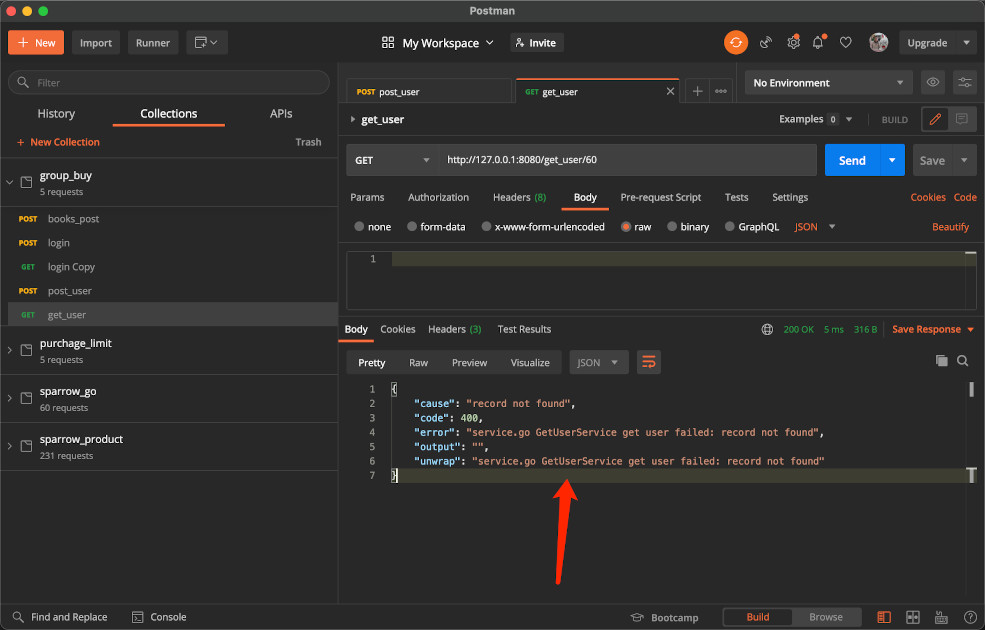 Postman
+ New
Import
Runner
My Workspace
Invite
Upgrade
Filter
History
Collections
APIs
+ New Collection
Trash
group_buy
5 requests
POST books_post
POST login
GET login Copy
POST post_user
GET get_user
purchage_limit
5 requests
sparrow_go
60 requests
sparrow_product
231 requests
POST post_user
GET get_user
No Environment
get_user
Examples 0
BUILD
GET
http://127.0.0.1:8080/get_user/60
Send
Save
Params
Authorization
Headers (8)
Body
Pre-request Script
Tests
Settings
Cookies
Code
none
form-data
x-www-form-urlencoded
raw
binary
GraphQL
JSON
Beautify
1
Body
Cookies
Headers (3)
Test Results
200 OK
5 ms
316 B
Save Response
Pretty
Raw
Preview
Visualize
JSON
1 {
2 "cause": "record not found",
3 "code": 400,
4 "error": "service.go GetUserService get user failed: record not found",
5 "output": "",
6 "unwrap": "service.go GetUserService get user failed: record not found"
7 }
Find and Replace
Console
Bootcamp
Build
Browse